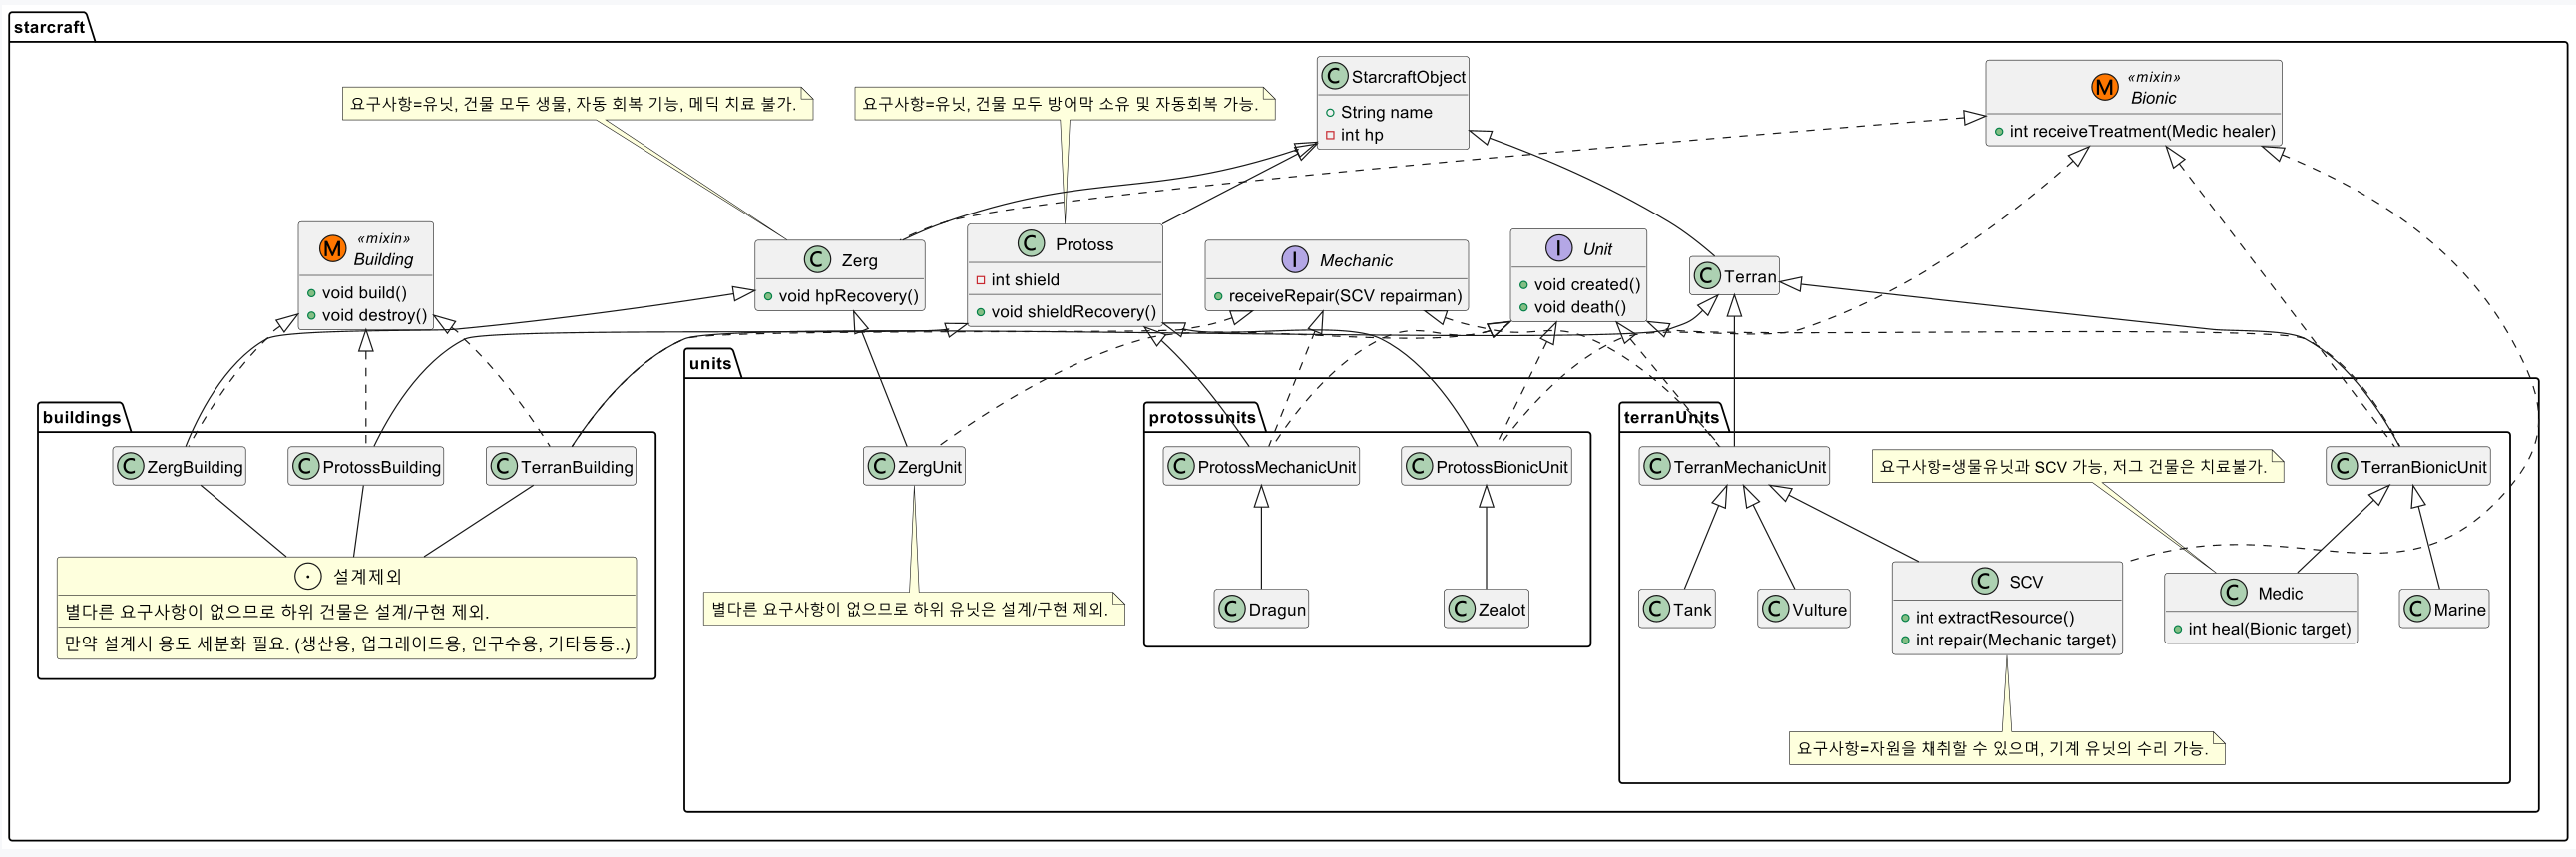 starcraft
C StarcraftObject
String name
int hp
«mixin»
M Bionic
int receiveTreatment(Medic healer)
요구사항=유닛, 건물 모두 생물, 자동 회복 기능, 메딕 치료 불가.
요구사항=유닛, 건물 모두 방어막 소유 및 자동회복 가능.
«mixin»
M Building
void build()
void destroy()
C Zerg
void hpRecovery()
C Protoss
int shield
void shieldRecovery()
I Mechanic
receiveRepair(SCV repairman)
I Unit
void created()
void death()
C Terran
units
buildings
C ZergBuilding
C ProtossBuilding
C TerranBuilding
설계제외
별다른 요구사항이 없으므로 하위 건물은 설계/구현 제외.
만약 설계시 용도 세분화 필요. (생산용, 업그레이드용, 인구수용, 기타등등..)
C ZergUnit
별다른 요구사항이 없으므로 하위 유닛은 설계/구현 제외.
protossunits
C ProtossMechanicUnit
C ProtossBionicUnit
C Dragun
C Zealot
terranUnits
C TerranMechanicUnit
요구사항=생물유닛과 SCV 가능, 저그 건물은 치료불가.
C TerranBionicUnit
C Tank
C Vulture
C SCV
int extractResource()
int repair(Mechanic target)
C Medic
int heal(Bionic target)
C Marine
요구사항=자원을 채취할 수 있으며, 기계 유닛의 수리 가능.